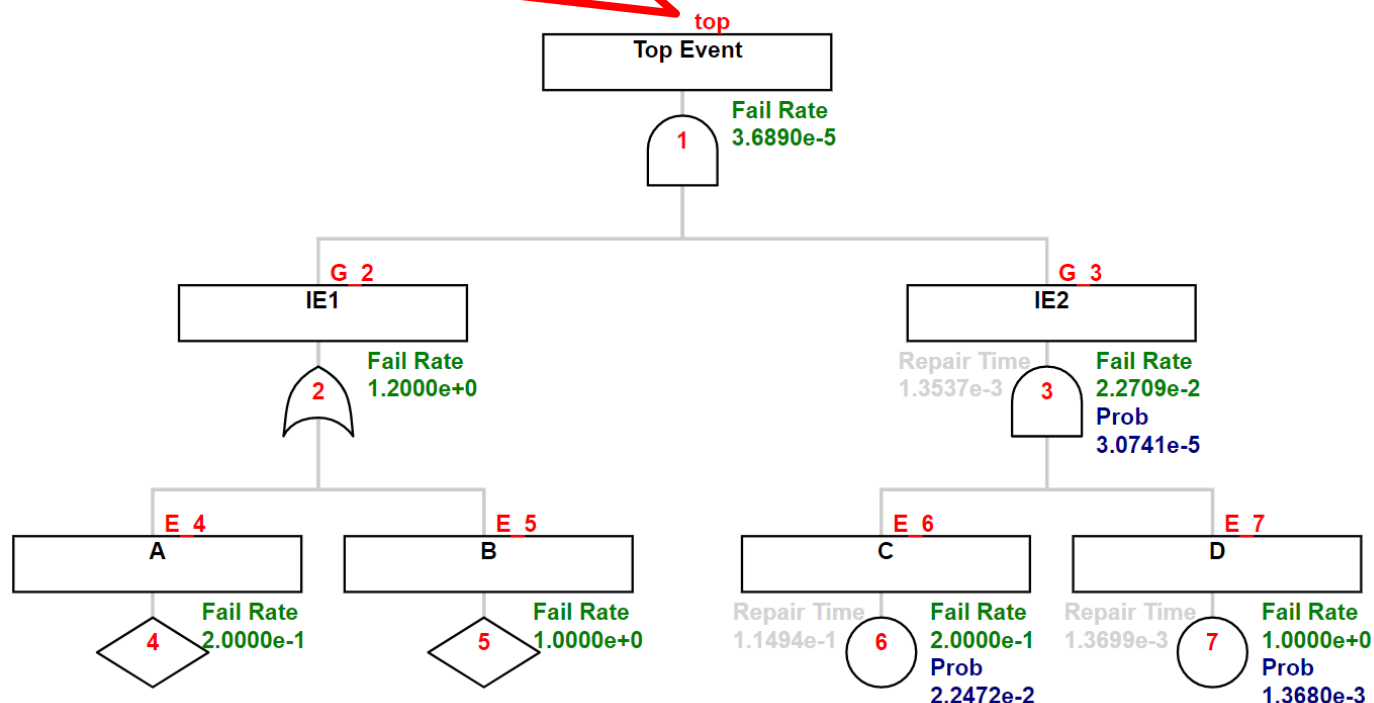 top
Top Event
Fail Rate
3.6890e-5
1
G_2
IE1
Fail Rate
1.2000e+0
2
G_3
IE2
Repair Time
1.3537e-3
3
Fail Rate
2.2709e-2
Prob
3.0741e-5
E_4
A
Fail Rate
2.0000e-1
4
E_5
B
Fail Rate
1.0000e+0
5
E_6
C
Repair Time
1.1494e-1
6
Fail Rate
2.0000e-1
Prob
2.2472e-2
E_7
D
Repair Time
1.3699e-3
7
Fail Rate
1.0000e+0
Prob
1.3680e-3